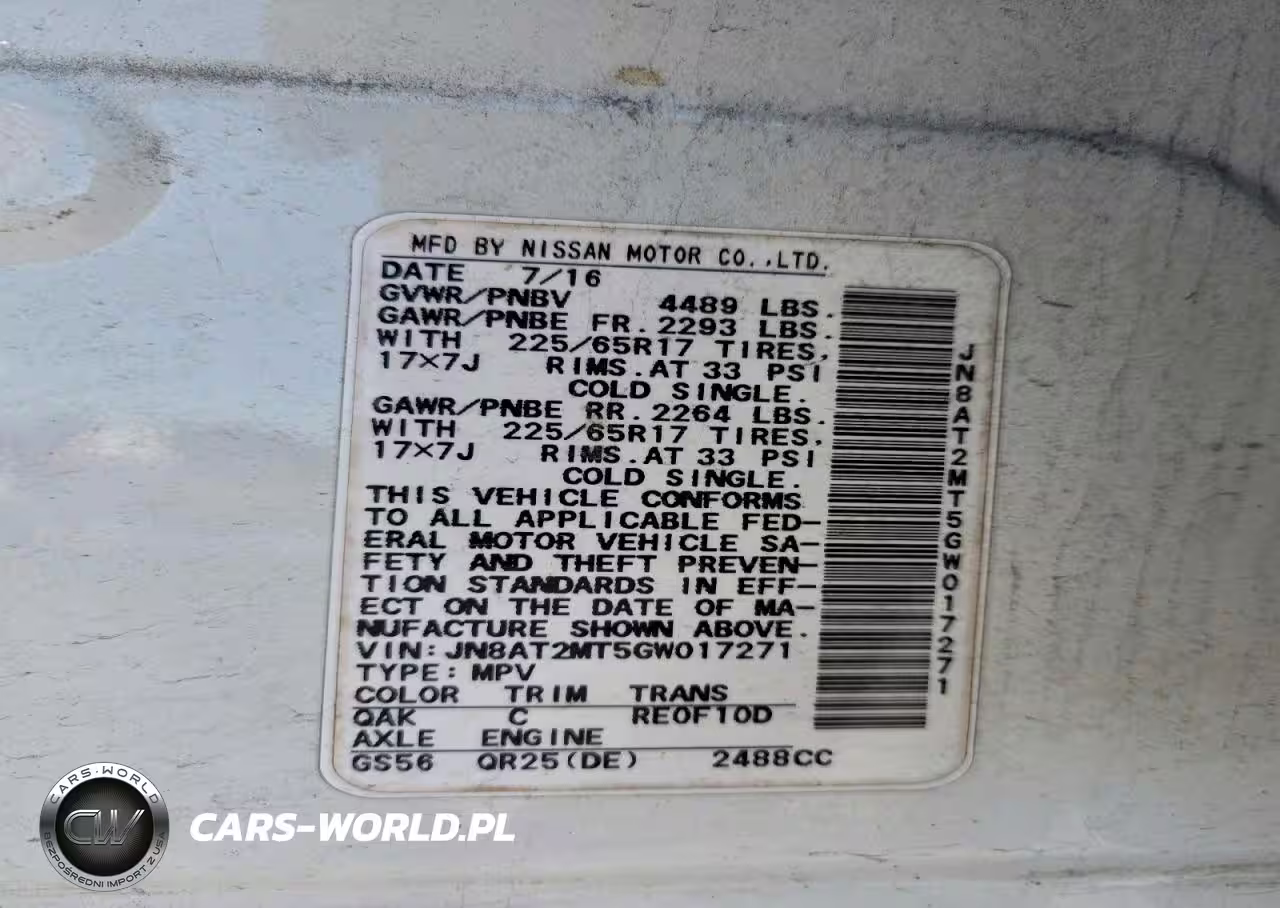 MFD BY NISSAN MOTOR CO.,LTD.
DATE 7/16
GVWR/PNBV 4489 LBS.
GAWR/PNBE FR. 2293 LBS.
WITH 225/65R17 TIRES,
17×7J RIMS.AT 33 PSI
COLD SINGLE.
GAWR/PNBE RR. 2264 LBS.
WITH 225/65R17 TIRES.
17×7J RIMS.AT 33 PSI
COLD SINGLE.
THIS VEHICLE CONFORMS
TO ALL APPLICABLE FED-
ERAL MOTOR VEHICLE SA-
FETY AND THEFT PREVEN-
TION STANDARDS IN EFF-
ECT ON THE DATE OF MA-
NUFACTURE SHOWN ABOVE.
VIN: JN8AT2MT5GW017271
TYPE: MPV
COLOR TRIM TRANS
QAK C RE0F10D
AXLE ENGINE
GS56 QR25(DE) 2488CC
JN8AT2MT5GW017271
CARS-WORLD
CW
BEZPOŚREDNI IMPORT Z USA
CARS-WORLD.PL